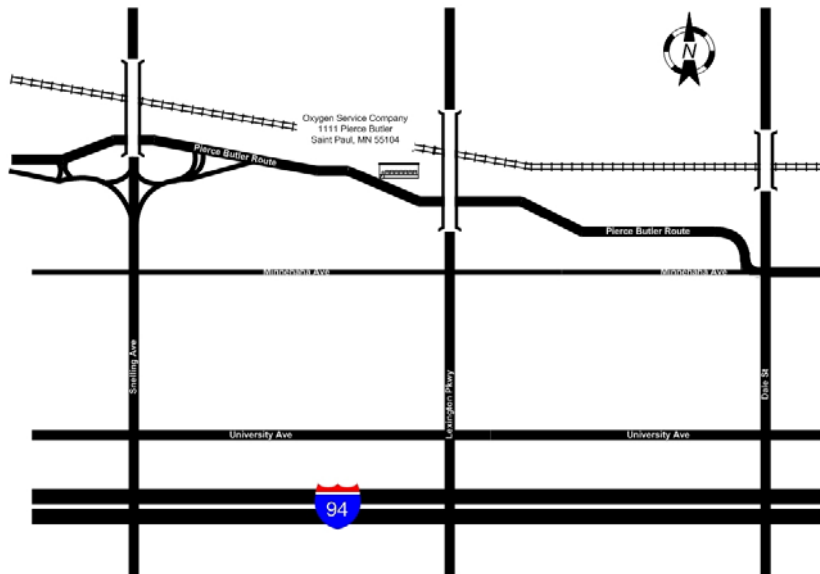 N
Oxygen Service Company
1111 Pierce Butler
Saint Paul, MN 55104
Pierce Butler Route
Pierce Butler Route
Minnehaha Ave
Minnehaha Ave
Snelling Ave
Lexington Pkwy
Dale St
University Ave
University Ave
94